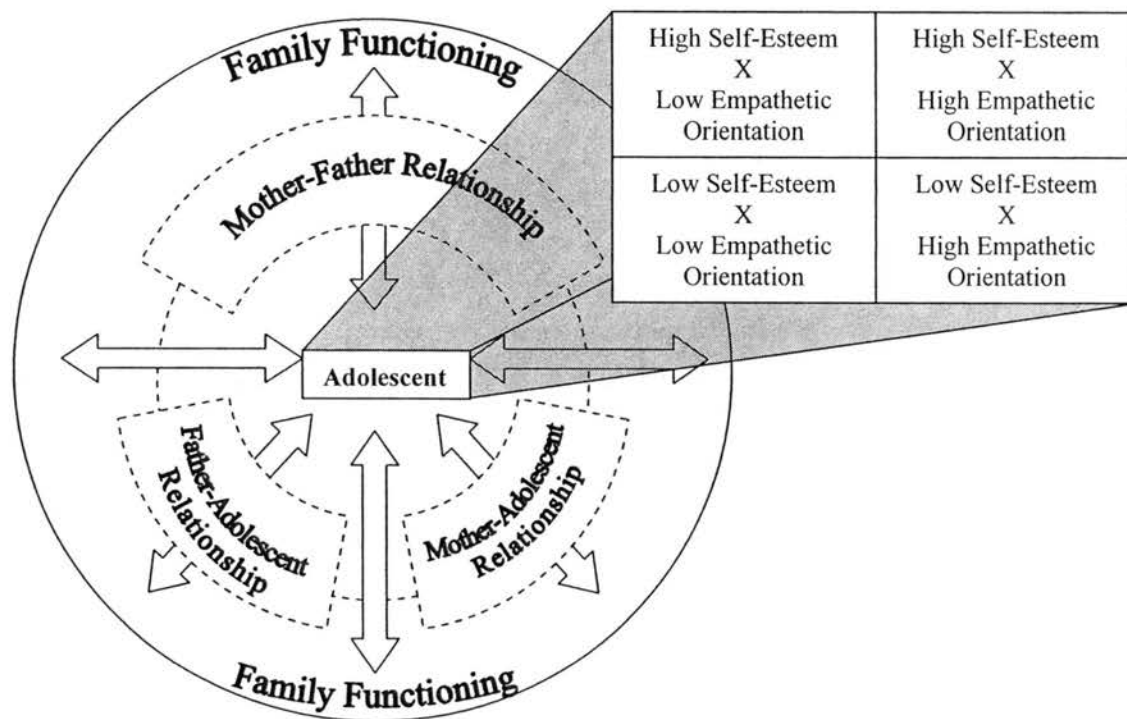 Family Functioning
Mother-Father Relationship
High Self-Esteem
X
Low Empathetic
Orientation
High Self-Esteem
X
High Empathetic
Orientation
Low Self-Esteem
X
Low Empathetic
Orientation
Low Self-Esteem
X
High Empathetic
Orientation
Adolescent
Father-Adolescent
Relationship
Mother-Adolescent
Relationship
Family Functioning